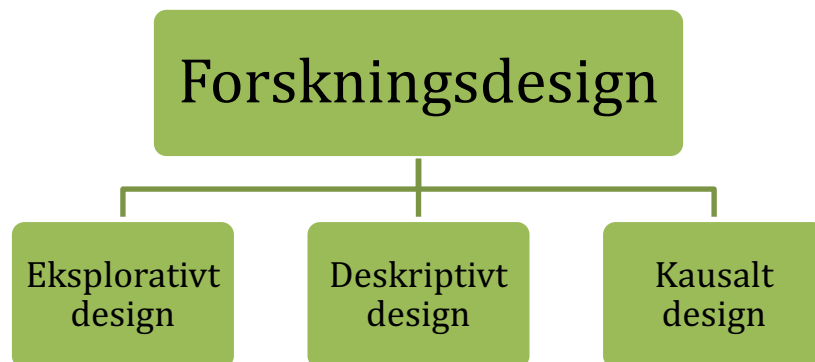 Forskningsdesign
Eksplorativt
design
Deskriptivt
design
Kausalt
design